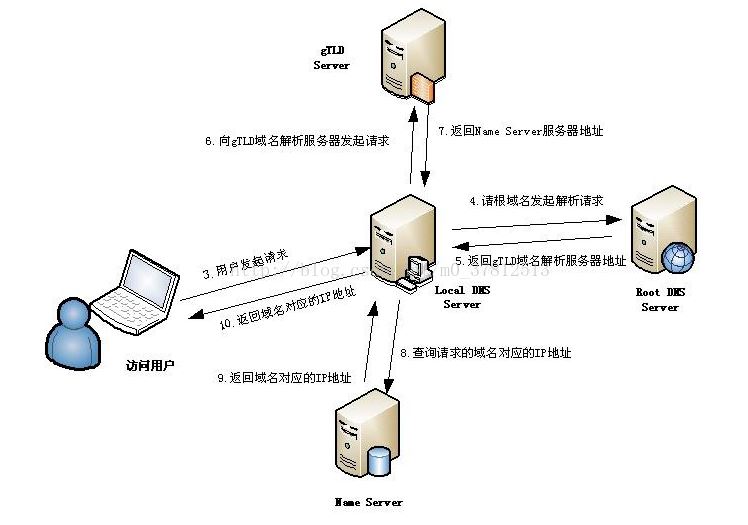 gTLD
Server
6.向gTLD域名解析服务器发起请求
7.返回Name Server服务器地址
4.请根域名发起解析请求
3.用户发起请求
5.返回gTLD域名解析服务器地址
Local DNS
Server
Root DNS
Server
10.返回域名对应的IP地址
访问用户
8.查询请求的域名对应的IP地址
9.返回域名对应的IP地址
Name Server